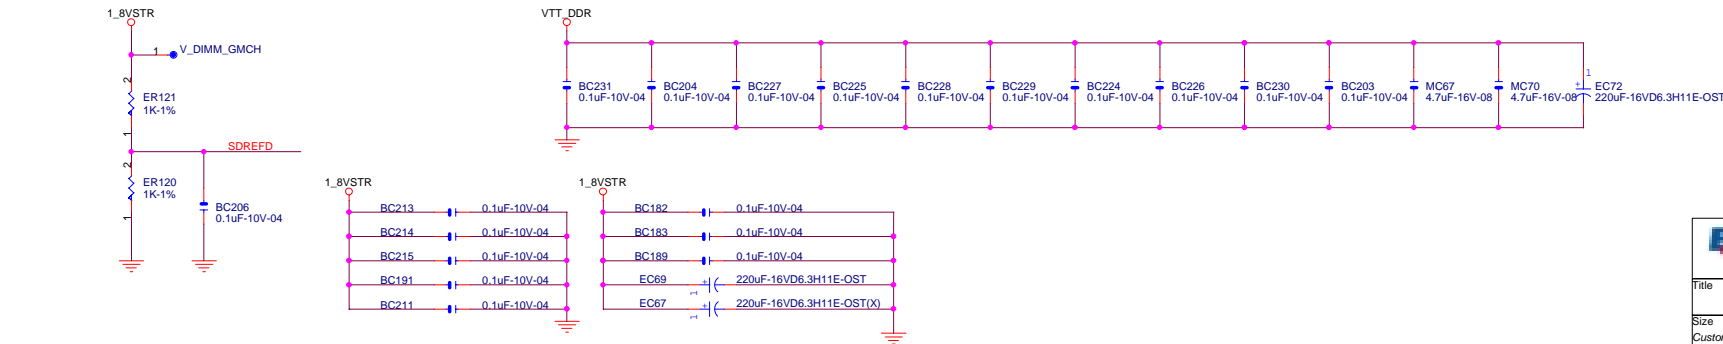 1_8VSTR
1
V_DIMM_GMCH
2
ER121
1K-1%
1
SDREFD
2
ER120
1K-1%
1
BC206
0.1uF-10V-04
VTT_DDR
BC231
0.1uF-10V-04
BC204
0.1uF-10V-04
BC227
0.1uF-10V-04
BC225
0.1uF-10V-04
BC228
0.1uF-10V-04
BC229
0.1uF-10V-04
BC224
0.1uF-10V-04
BC226
0.1uF-10V-04
BC230
0.1uF-10V-04
BC203
0.1uF-10V-04
MC67
4.7uF-16V-08
MC70
4.7uF-16V-08
1
+
EC72
220uF-16VD6.3H11E-OST
1_8VSTR
BC213 0.1uF-10V-04
BC214 0.1uF-10V-04
BC215 0.1uF-10V-04
BC191 0.1uF-10V-04
BC211 0.1uF-10V-04
1_8VSTR
BC182 0.1uF-10V-04
BC183 0.1uF-10V-04
BC189 0.1uF-10V-04
EC69 1 + 220uF-16VD6.3H11E-OST
EC67 1 + 220uF-16VD6.3H11E-OST(X)
Title
Size